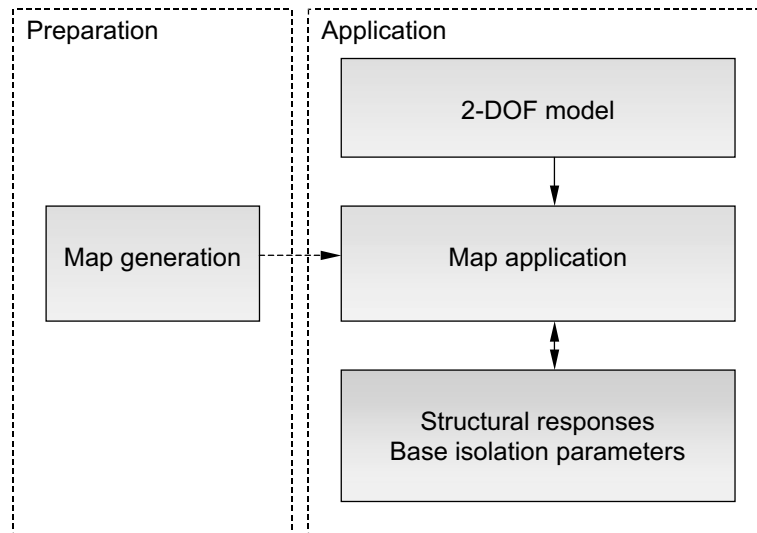 Preparation
Application
2-DOF model
Map generation
Map application
Structural responses
Base isolation parameters